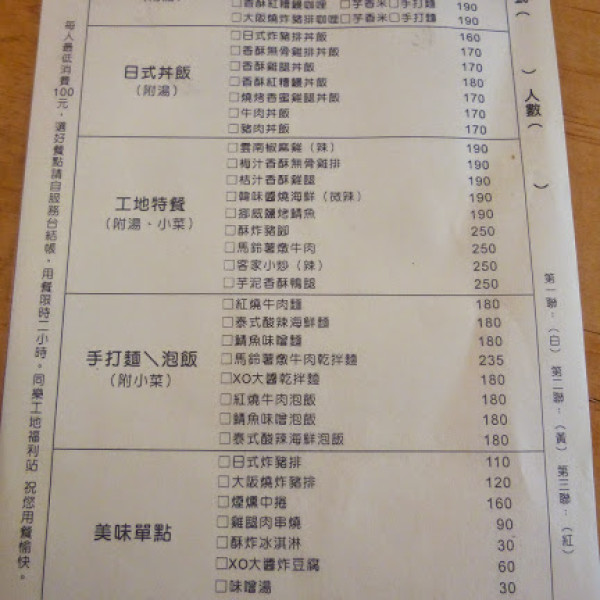 □香酥紅糟鰻咖哩 □芋香米□手打麵 190
□大阪燒炸豬排咖哩□芋香米□手打麵 190
日式丼飯
(附湯)
□日式炸豬排丼飯 160
□香酥無骨雞排丼飯 170
□香酥雞腿丼飯 170
□香酥紅糟鰻丼飯 180
□燒烤香蜜雞腿丼飯 170
□牛肉丼飯 170
□豬肉丼飯 170
工地特餐
(附湯、小菜)
□雲南椒麻雞(辣) 190
□梅汁香酥無骨雞排 190
□桔汁香酥雞腿 190
□韓味醬燒海鮮(微辣) 190
□挪威鹽烤鯖魚 190
□酥炸豬腳 250
□馬鈴薯燉牛肉 250
□客家小炒(辣) 250
□芋泥香酥鴨腿 250
手打麵\泡飯
(附小菜)
□紅燒牛肉麵 180
□泰式酸辣海鮮麵 180
□鯖魚味噌麵 180
□馬鈴薯燉牛肉乾拌麵 235
□XO大醬乾拌麵 180
□紅燒牛肉泡飯 180
□鯖魚味噌泡飯 180
□泰式酸辣海鮮泡飯 180
美味單點
□日式炸豬排 110
□大阪燒炸豬排 120
□煙燻中捲 160
□雞腿肉串燒 90
□酥炸冰淇淋 30
□XO大醬炸豆腐 60
□味噌湯 30
每人最低消費100元,選好餐點請自服務台結帳,用餐限時二小時。同樂工地福利站 祝您用餐愉快。
) 人數( )
第一聯:(白) 第二聯:(黃) 第三聯:(紅)